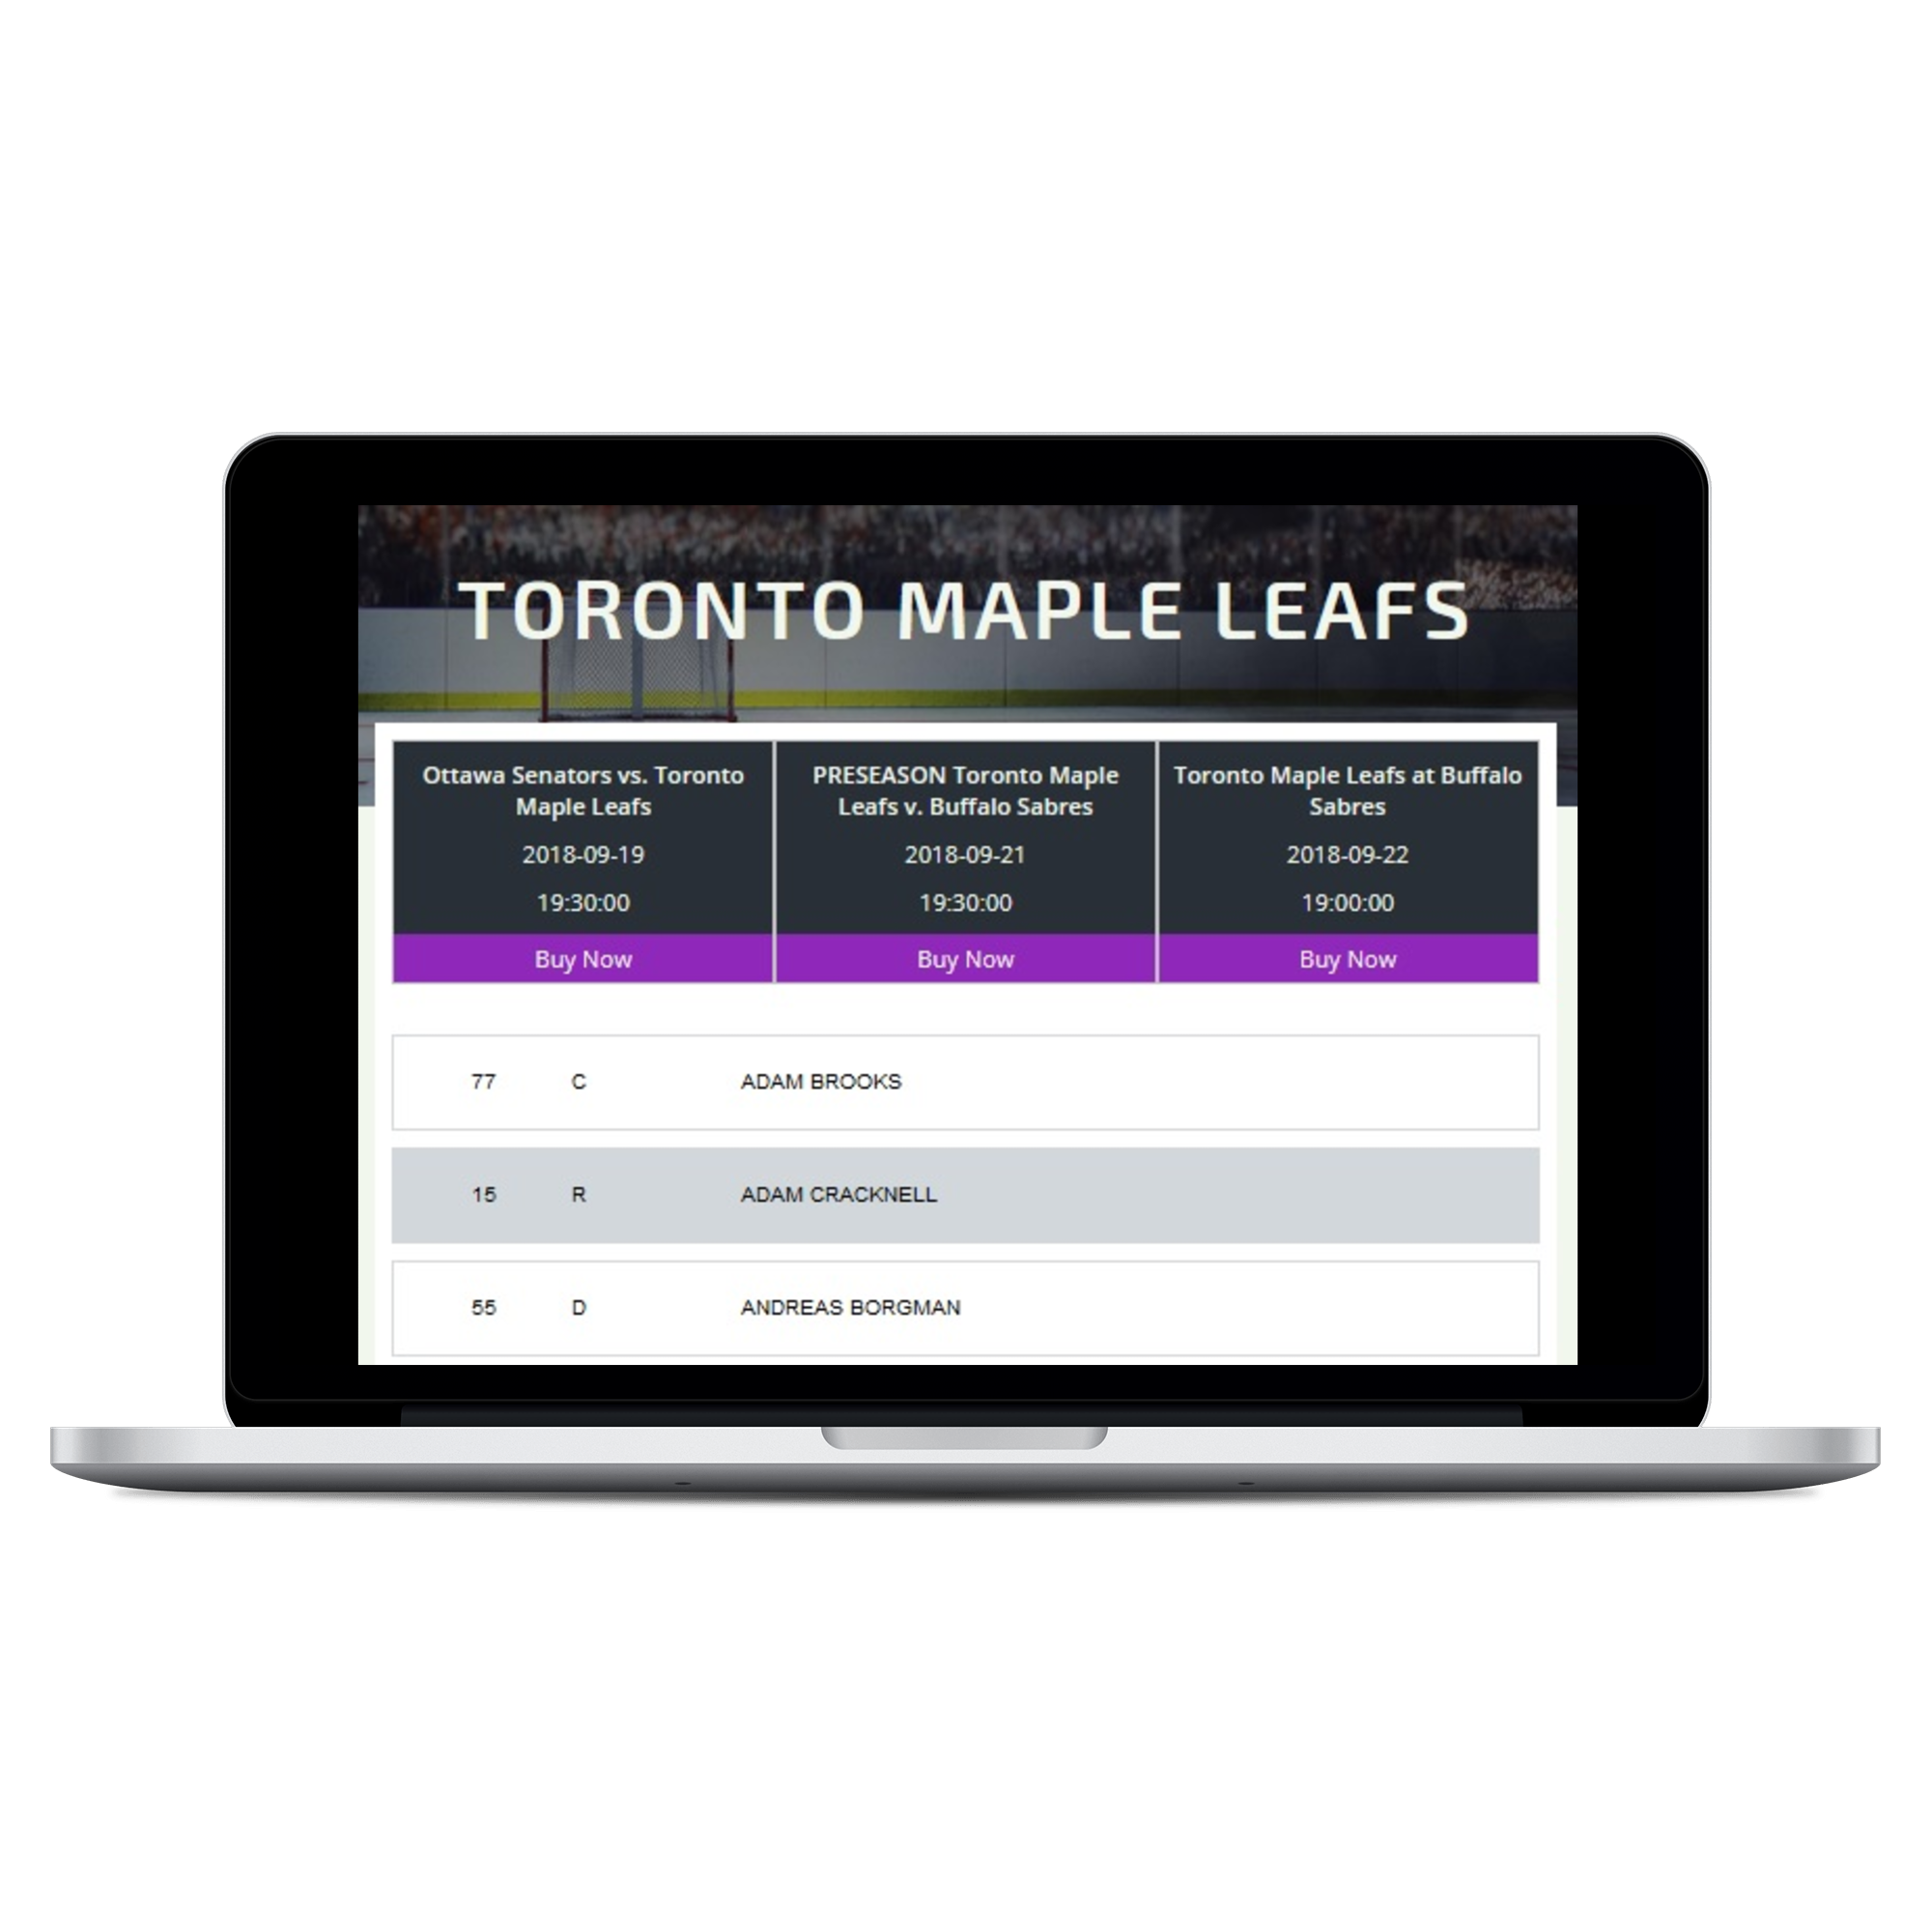 TORONTO MAPLE LEAFS
Ottawa Senators vs. Toronto
Maple Leafs
2018-09-19
19:30:00
Buy Now
PRESEASON Toronto Maple
Leafs v. Buffalo Sabres
2018-09-21
19:30:00
Buy Now
Toronto Maple Leafs at Buffalo
Sabres
2018-09-22
19:00:00
Buy Now
77 C ADAM BROOKS
15 R ADAM CRACKNELL
55 D ANDREAS BORGMAN